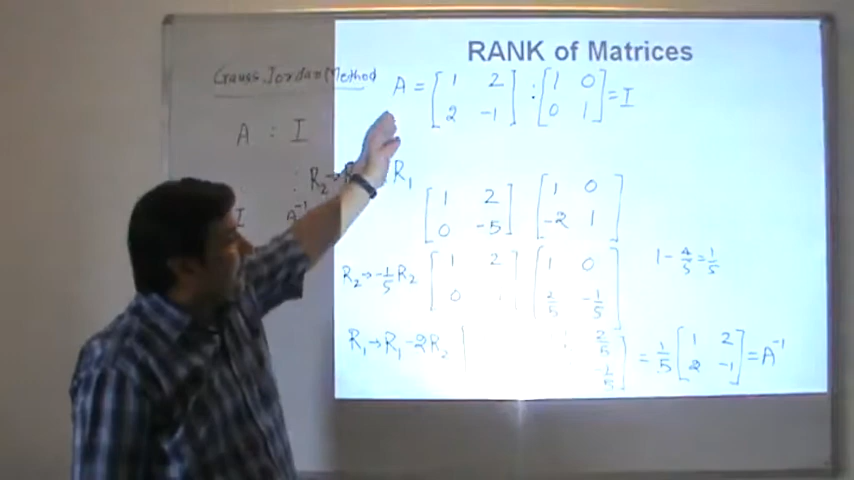 RANK of Matrices
Gauss Jordan Method
A = [1 2 : [1 0 = I
2 -1] 0 1]
A : I
: R₂→R R₁
[1 2 [1 0
0 -5] -2 1]
I A⁻¹
R₂→-1/5R₂ [1 2 [1 0 1 - 4/5 = 1/5
0 ] 2/5 -1/5]
R₁→R₁-2R₂ [ : 2/5 = 1/5 [1 2 = A⁻¹
-1/5] 2 -1]